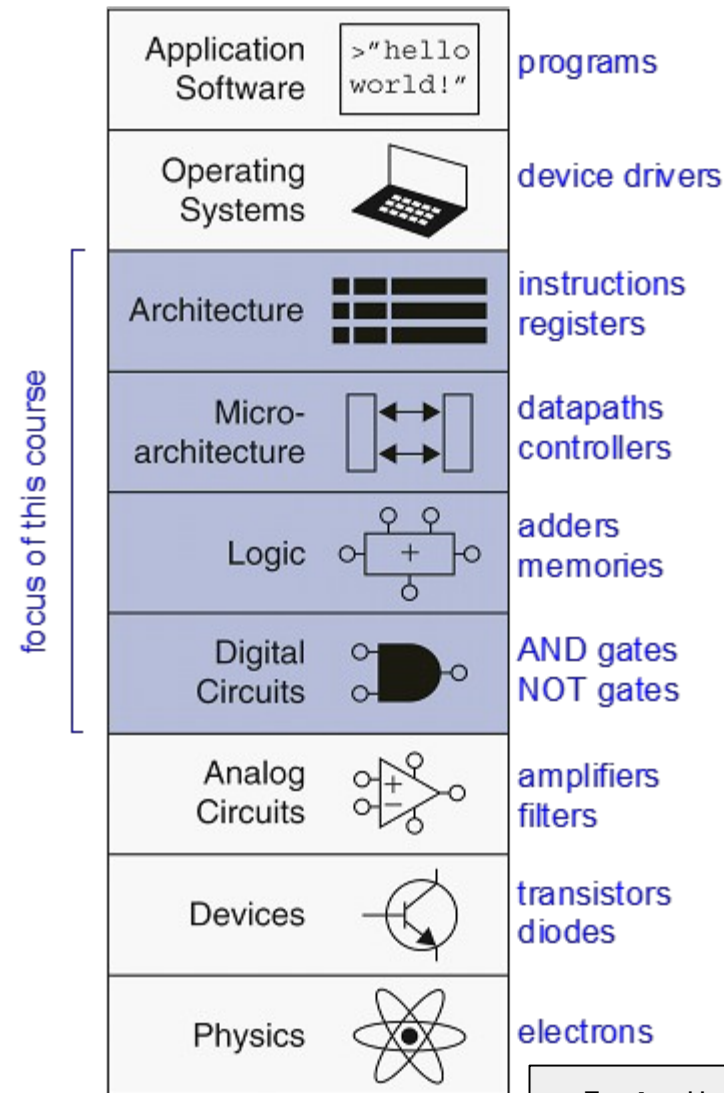 Application
Software
>"hello
world!"
programs
Operating
Systems
device drivers
focus of this course
Architecture
instructions
registers
Micro-
architecture
datapaths
controllers
Logic
+
adders
memories
Digital
Circuits
AND gates
NOT gates
Analog
Circuits
+
−
amplifiers
filters
Devices
transistors
diodes
Physics
electrons